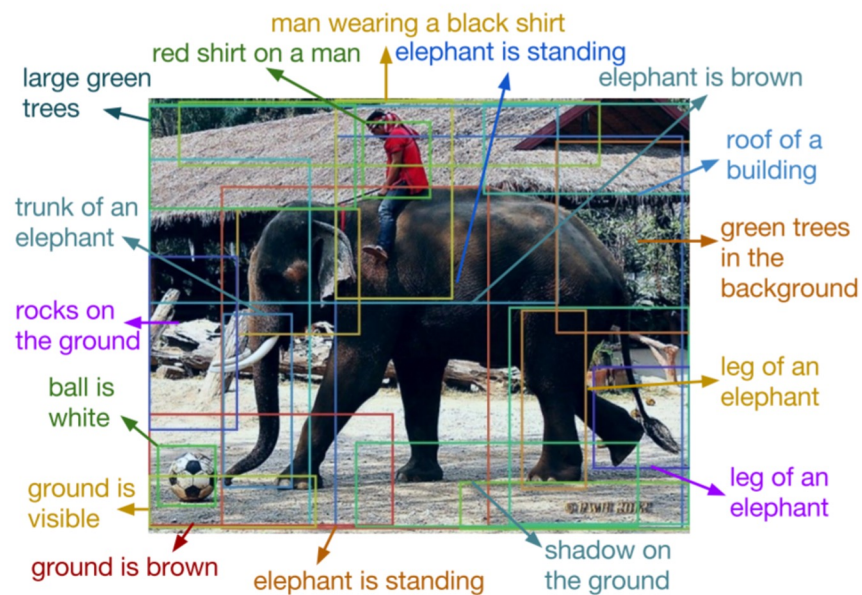 man wearing a black shirt
red shirt on a man
elephant is standing
elephant is brown
large green
trees
roof of a
building
trunk of an
elephant
green trees
in the
background
rocks on
the ground
leg of an
elephant
ball is
white
leg of an
elephant
ground is
visible
ground is brown
elephant is standing
shadow on
the ground